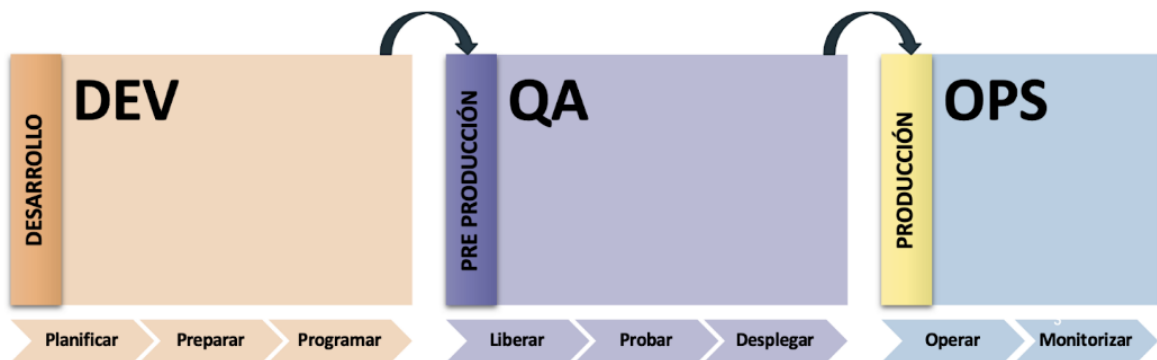 DESARROLLO
DEV
PRE PRODUCCIÓN
QA
PRODUCCIÓN
OPS
Planificar
Preparar
Programar
Liberar
Probar
Desplegar
Operar
Monitorizar